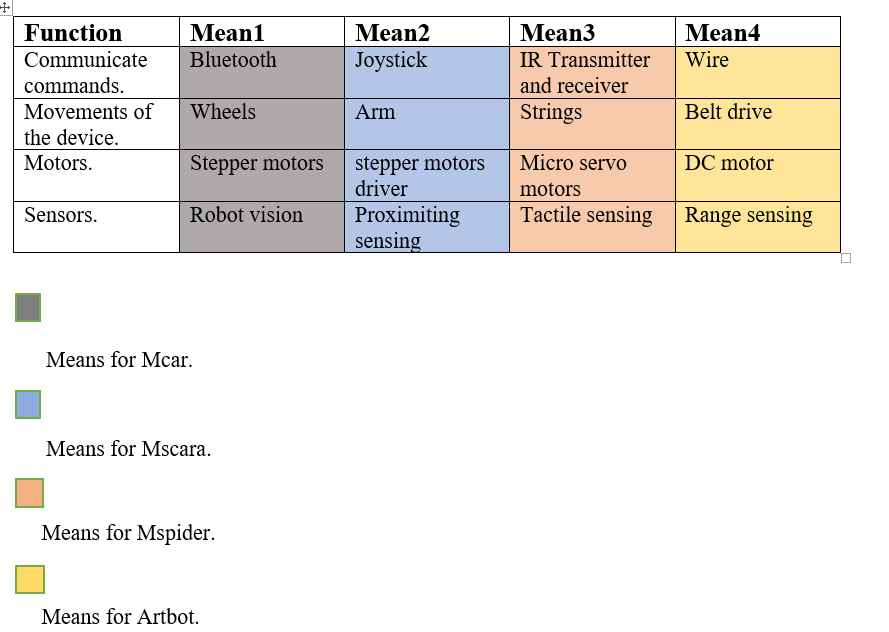 Function Mean1 Mean2 Mean3 Mean4
Communicate commands. Bluetooth Joystick IR Transmitter and receiver Wire
Movements of the device. Wheels Arm Strings Belt drive
Motors. Stepper motors stepper motors driver Micro servo motors DC motor
Sensors. Robot vision Proximiting sensing Tactile sensing Range sensing
Means for Mcar.
Means for Mscara.
Means for Mspider.
Means for Artbot.